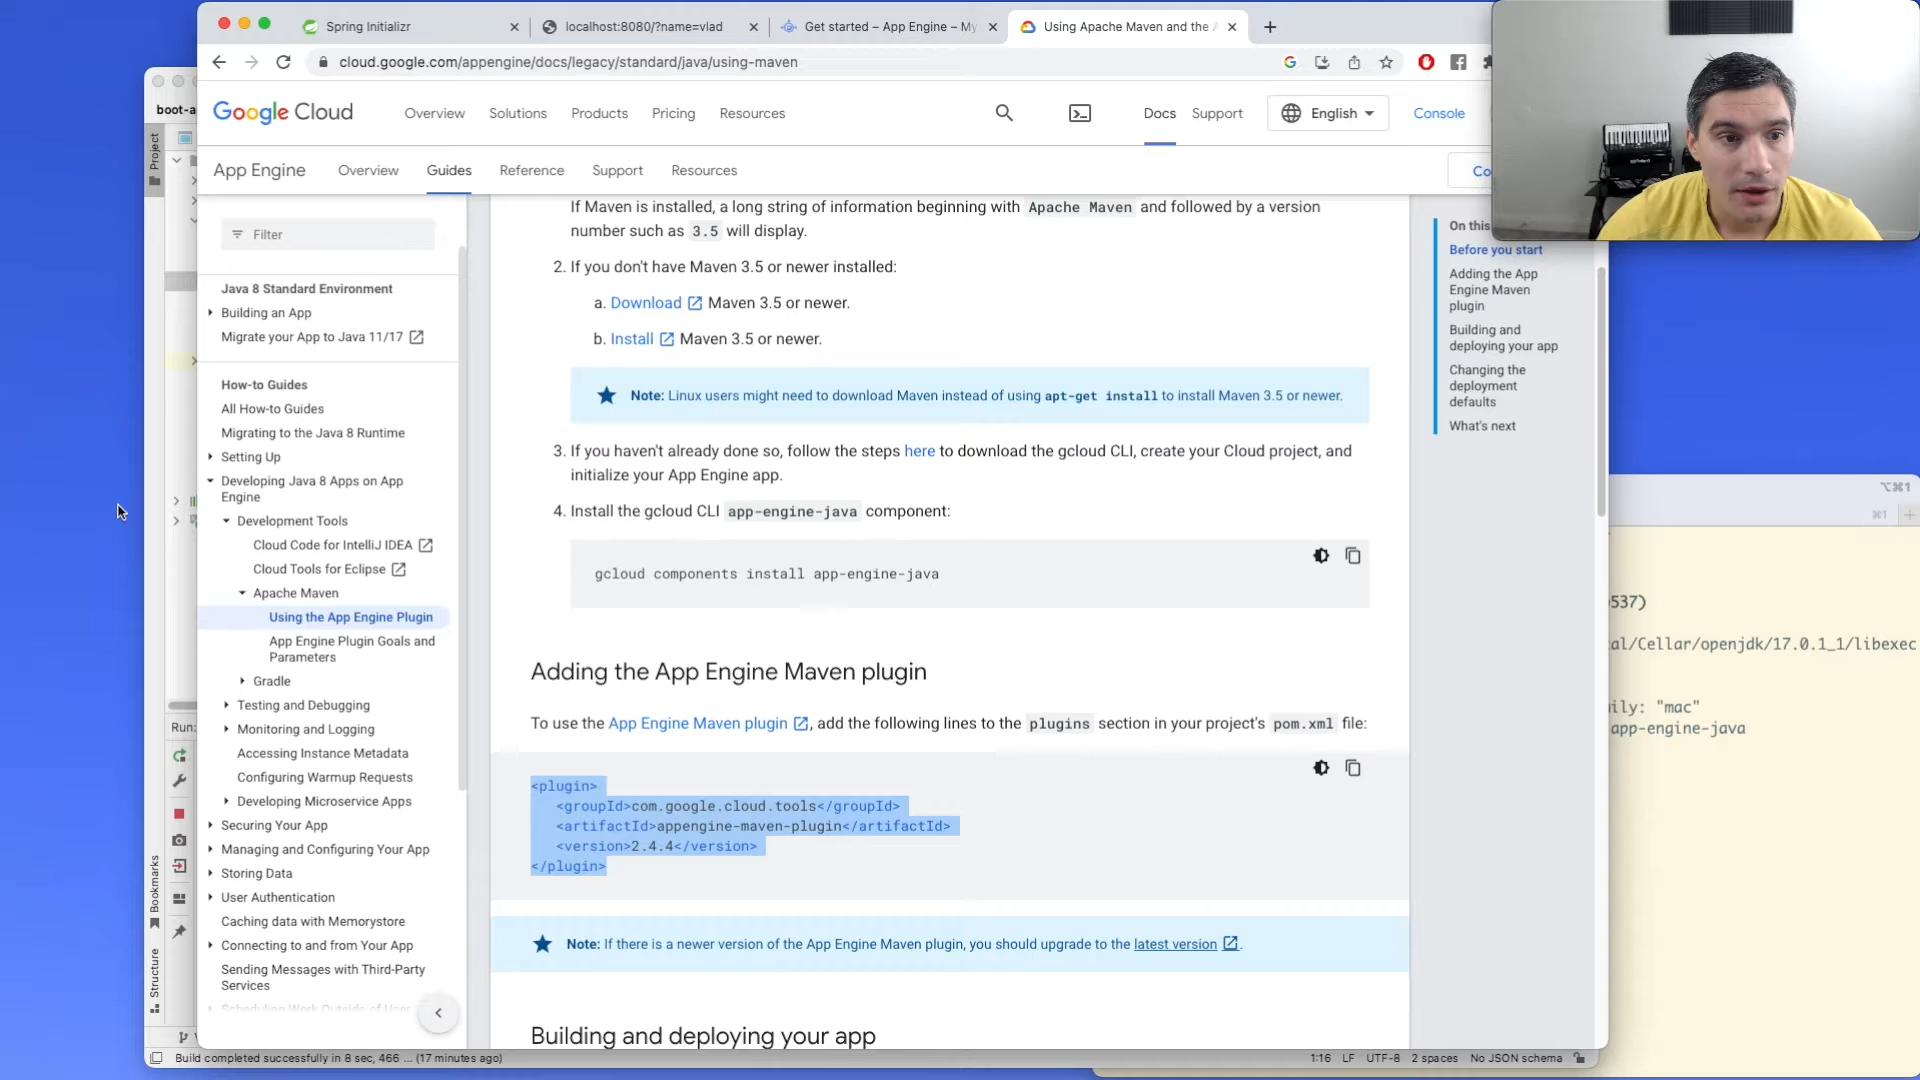 Spring Initializr
localhost:8080/?name=vlad
Get started – App Engine – My
Using Apache Maven and the A
cloud.google.com/appengine/docs/legacy/standard/java/using-maven
boot-a
Project
Google Cloud
Overview
Solutions
Products
Pricing
Resources
Docs
Support
English
Console
App Engine
Overview
Guides
Reference
Support
Resources
Co
Filter
Java 8 Standard Environment
Building an App
Migrate your App to Java 11/17
How-to Guides
All How-to Guides
Migrating to the Java 8 Runtime
Setting Up
Developing Java 8 Apps on App
Engine
Development Tools
Cloud Code for IntelliJ IDEA
Cloud Tools for Eclipse
Apache Maven
Using the App Engine Plugin
App Engine Plugin Goals and
Parameters
Gradle
Testing and Debugging
Monitoring and Logging
Accessing Instance Metadata
Configuring Warmup Requests
Developing Microservice Apps
Securing Your App
Managing and Configuring Your App
Storing Data
User Authentication
Caching data with Memorystore
Connecting to and from Your App
Sending Messages with Third-Party
Services
Scheduling Work Outside of User
If Maven is installed, a long string of information beginning with Apache Maven and followed by a version
number such as 3.5 will display.
2. If you don't have Maven 3.5 or newer installed:
a. Download Maven 3.5 or newer.
b. Install Maven 3.5 or newer.
Note: Linux users might need to download Maven instead of using apt-get install to install Maven 3.5 or newer.
3. If you haven't already done so, follow the steps here to download the gcloud CLI, create your Cloud project, and
initialize your App Engine app.
4. Install the gcloud CLI app-engine-java component:
gcloud components install app-engine-java
Adding the App Engine Maven plugin
To use the App Engine Maven plugin, add the following lines to the plugins section in your project's pom.xml file:
<plugin>
<groupId>com.google.cloud.tools</groupId>
<artifactId>appengine-maven-plugin</artifactId>
<version>2.4.4</version>
</plugin>
Note: If there is a newer version of the App Engine Maven plugin, you should upgrade to the latest version.
Building and deploying your app
On this
Before you start
Adding the App
Engine Maven
plugin
Building and
deploying your app
Changing the
deployment
defaults
What's next
⌥⌘1
⌘1
537)
al/Cellar/openjdk/17.0.1_1/libexec
ily: "mac"
app-engine-java
Run:
Bookmarks
Structure
Build completed successfully in 8 sec, 466 ... (17 minutes ago)
1:16 LF UTF-8 2 spaces No JSON schema